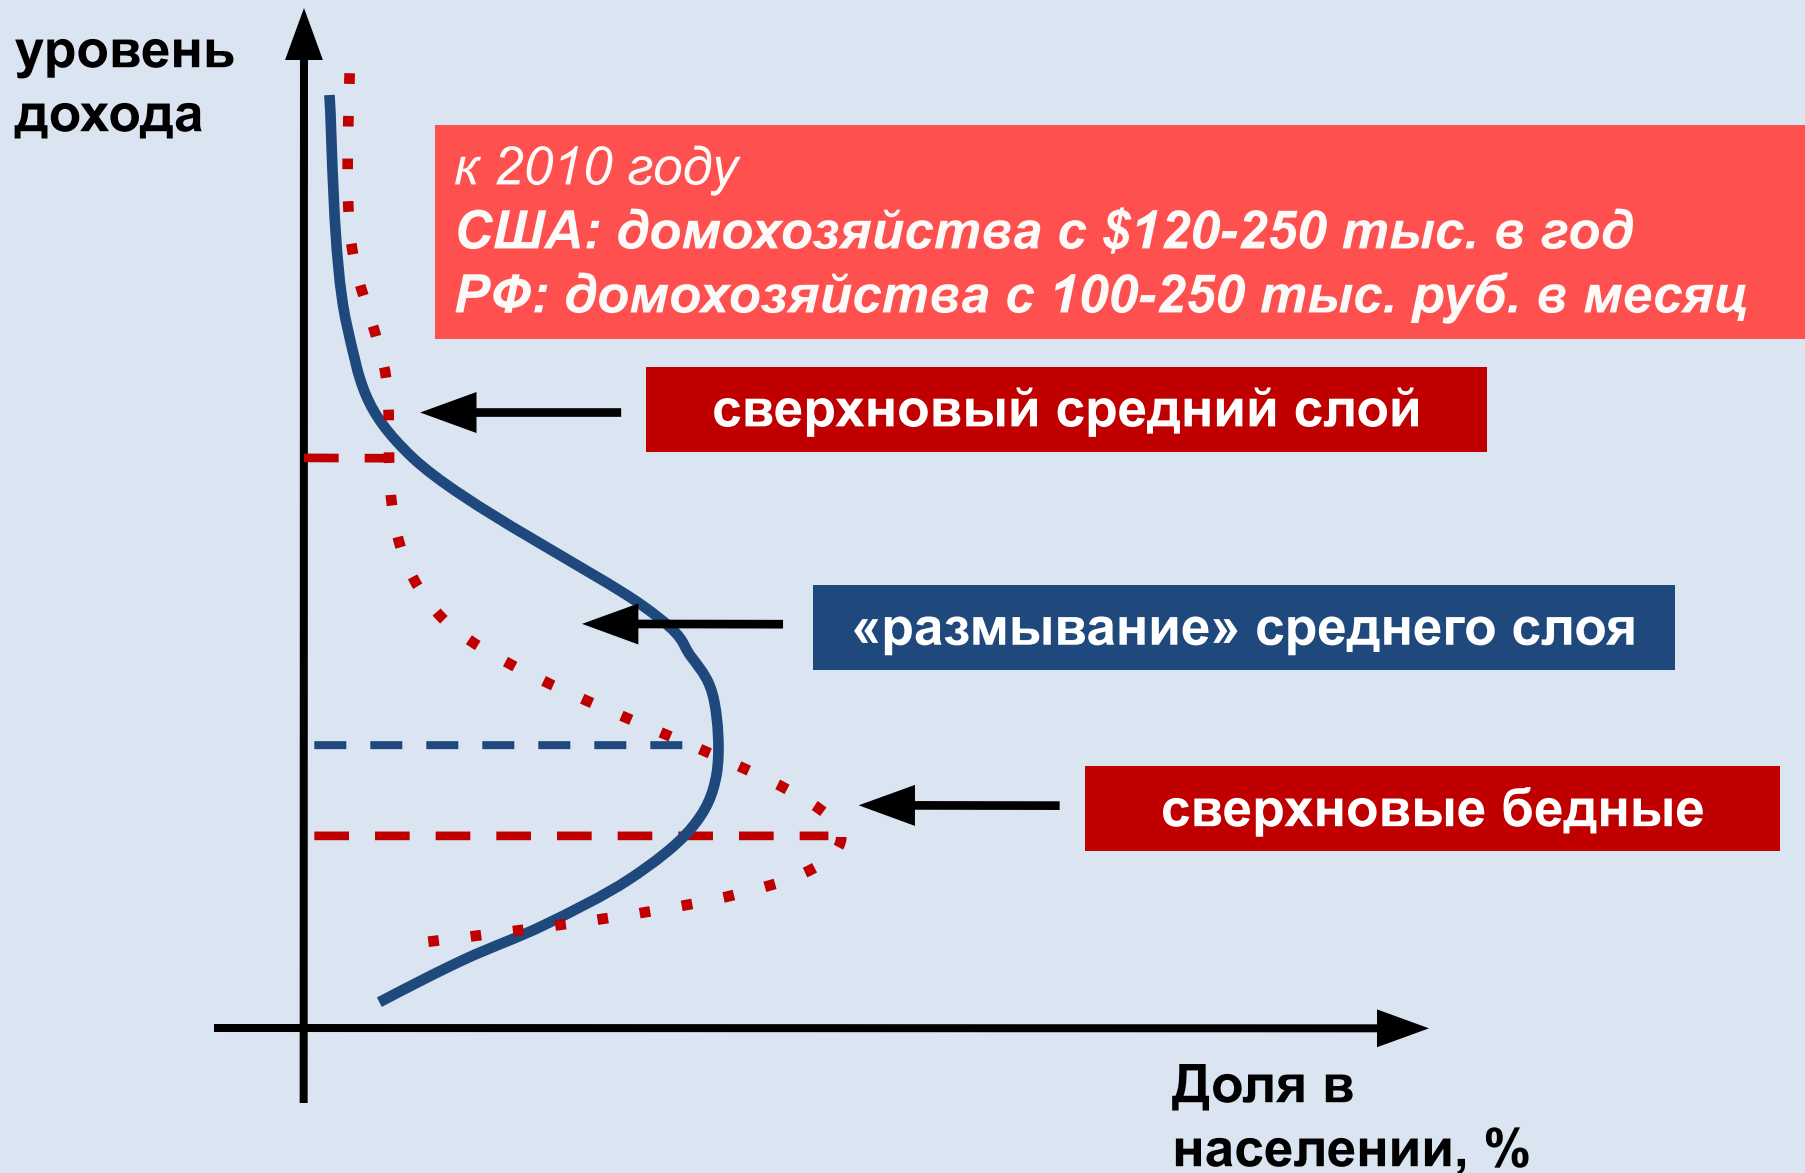 уровень
дохода
к 2010 году
США: домохозяйства с $120-250 тыс. в год
РФ: домохозяйства с 100-250 тыс. руб. в месяц
сверхновый средний слой
«размывание» среднего слоя
сверхновые бедные
Доля в
населении, %